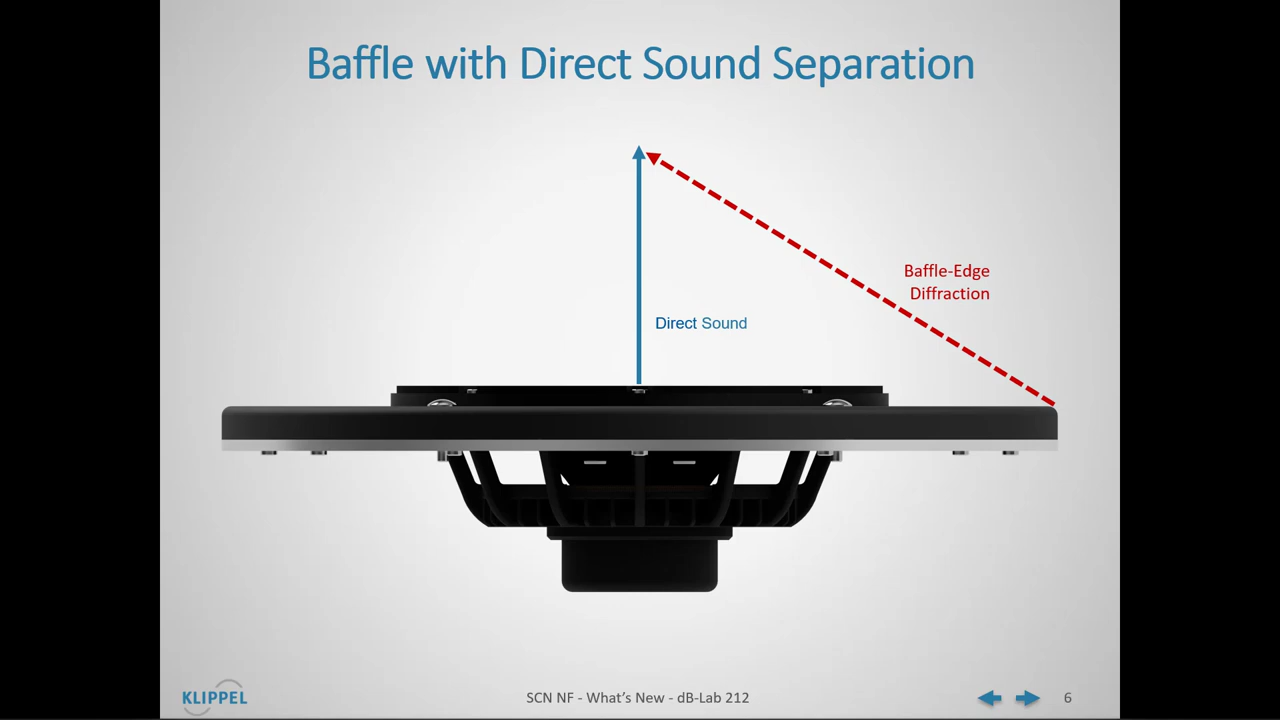 Baffle with Direct Sound Separation
Baffle-Edge
Diffraction
Direct Sound
KLIPPEL
SCN NF - What's New - dB-Lab 212
6